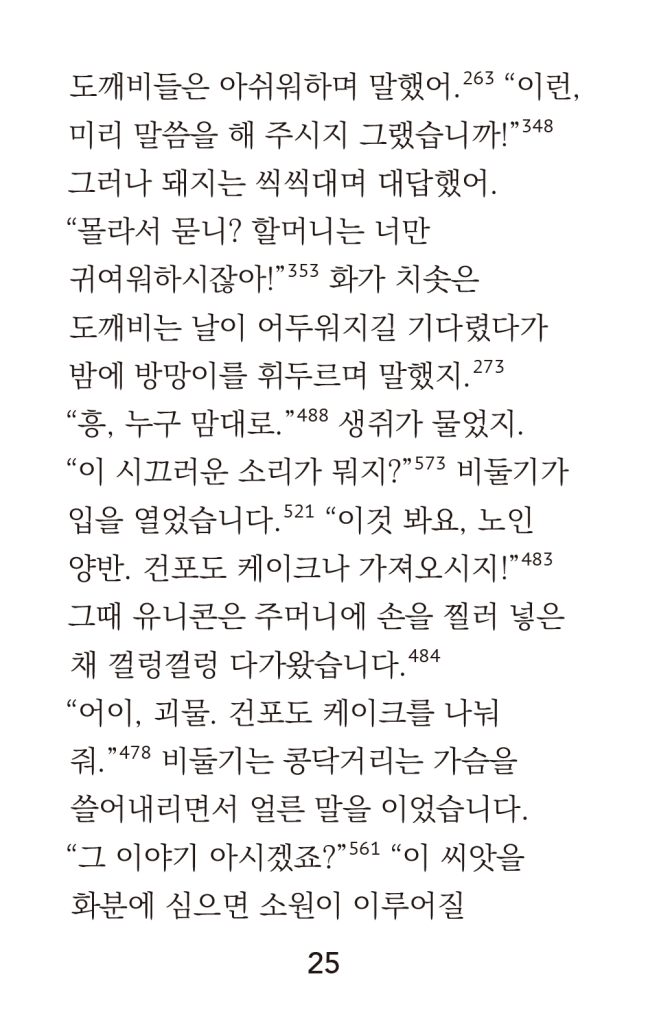 도깨비들은 아쉬워하며 말했어.263 “이런,
미리 말씀을 해 주시지 그랬습니까!”348
그러나 돼지는 씩씩대며 대답했어.
“몰라서 묻니? 할머니는 너만
귀여워하시잖아!”353 화가 치솟은
도깨비는 날이 어두워지길 기다렸다가
밤에 방망이를 휘두르며 말했지.273
“흥, 누구 맘대로.”488 생쥐가 물었지.
“이 시끄러운 소리가 뭐지?”573 비둘기가
입을 열었습니다.521 “이것 봐요, 노인
양반. 건포도 케이크나 가져오시지!”483
그때 유니콘은 주머니에 손을 찔러 넣은
채 껄렁껄렁 다가왔습니다.484
“어이, 괴물. 건포도 케이크를 나눠
줘.”478 비둘기는 콩닥거리는 가슴을
쓸어내리면서 얼른 말을 이었습니다.
“그 이야기 아시겠죠?”561 “이 씨앗을
화분에 심으면 소원이 이루어질
25